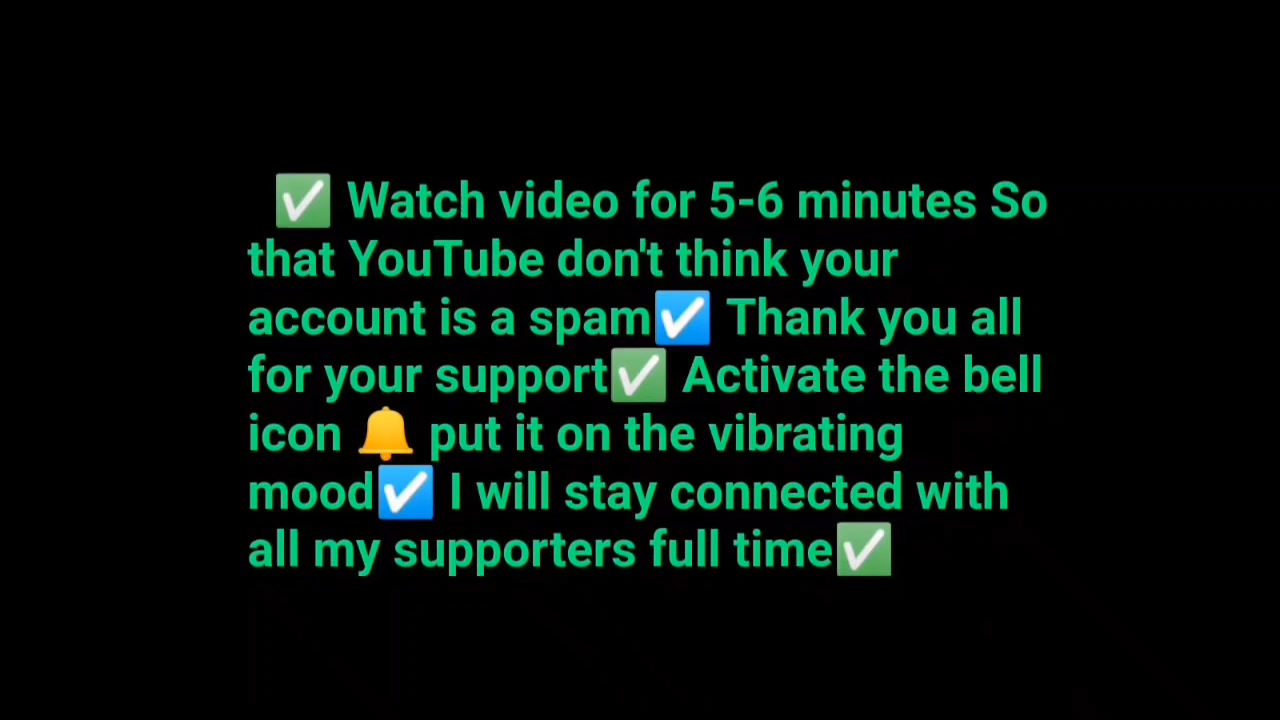 ✅ Watch video for 5-6 minutes So
that YouTube don't think your
account is a spam☑️ Thank you all
for your support✅ Activate the bell
icon 🔔 put it on the vibrating
mood☑️ I will stay connected with
all my supporters full time✅